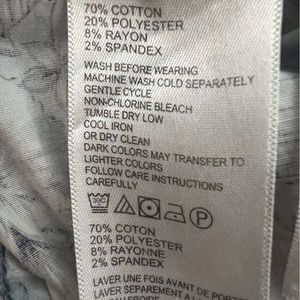 70% COTTON
20% POLYESTER
8% RAYON
2% SPANDEX
WASH BEFORE WEARING
MACHINE WASH COLD SEPARATELY
GENTLE CYCLE
NON-CHLORINE BLEACH
TUMBLE DRY LOW
COOL IRON
OR DRY CLEAN
DARK COLORS MAY TRANSFER TO
LIGHTER COLORS
FOLLOW CARE INSTRUCTIONS
CAREFULLY
P
70% COTON
20% POLYESTER
8% RAYONNE
2% SPANDEX
LAVER UNE FOIS AVANT DE
LAVER SEPAREMENT A